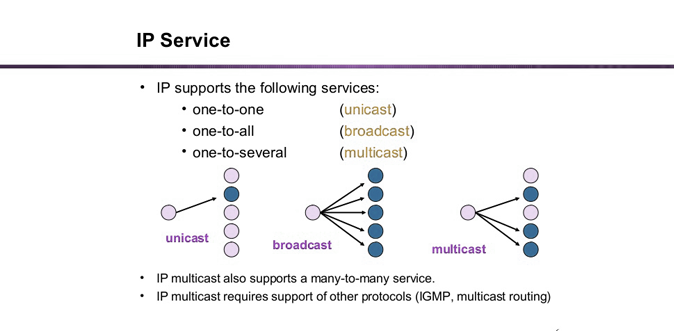 IP Service
• IP supports the following services:
• one-to-one (unicast)
• one-to-all (broadcast)
• one-to-several (multicast)
unicast
broadcast
multicast
• IP multicast also supports a many-to-many service.
• IP multicast requires support of other protocols (IGMP, multicast routing)